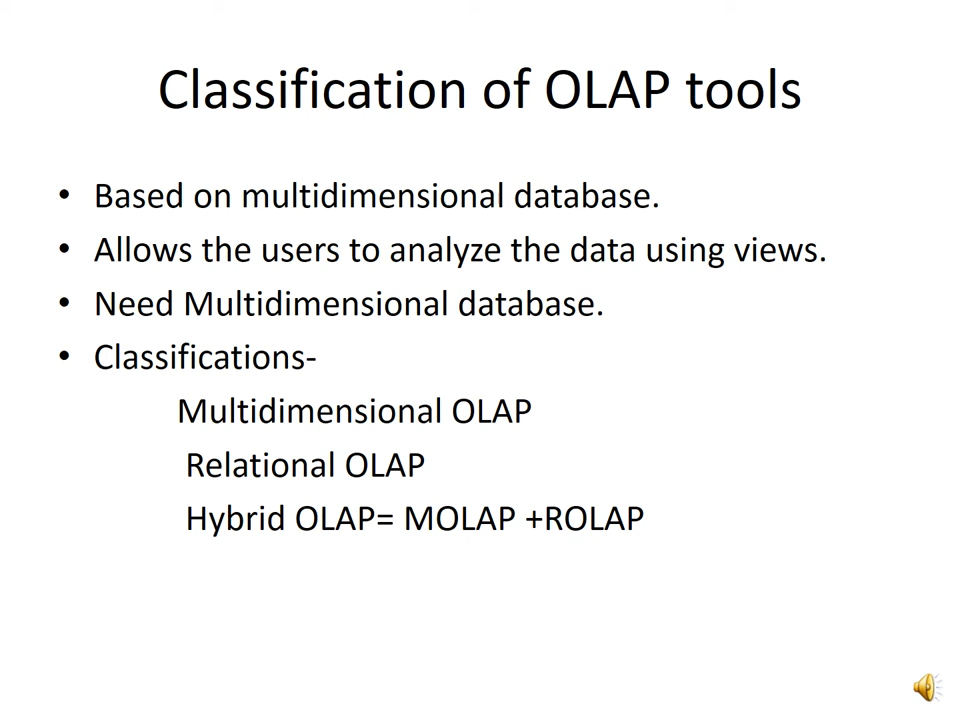 Classification of OLAP tools
• Based on multidimensional database.
• Allows the users to analyze the data using views.
• Need Multidimensional database.
• Classifications-
Multidimensional OLAP
Relational OLAP
Hybrid OLAP= MOLAP +ROLAP